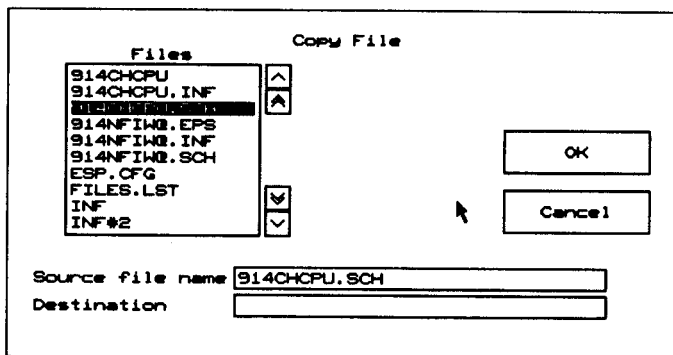 Copy File
Files
914CHCPU
914CHCPU.INF
914NFIWQ.EPS
914NFIWQ.INF
914NFIWQ.SCH
ESP.CFG
FILES.LST
INF
INF#2
OK
Cancel
Source file name 914CHCPU.SCH
Destination